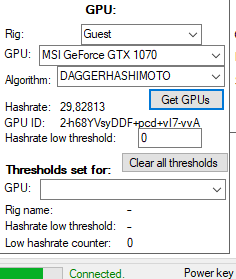 GPU:
Rig: Guest
GPU: MSI GeForce GTX 1070
Algorithm: DAGGERHASHIMOTO
Get GPUs
Hashrate: 29,82813
GPU ID: 2-h68YVsyDDF+pcd+vI7-vvA
Hashrate low threshold: 0
Clear all thresholds
Thresholds set for:
GPU:
Rig name: -
Hashrate low threshold: -
Low hashrate counter: 0
Connected. Power key